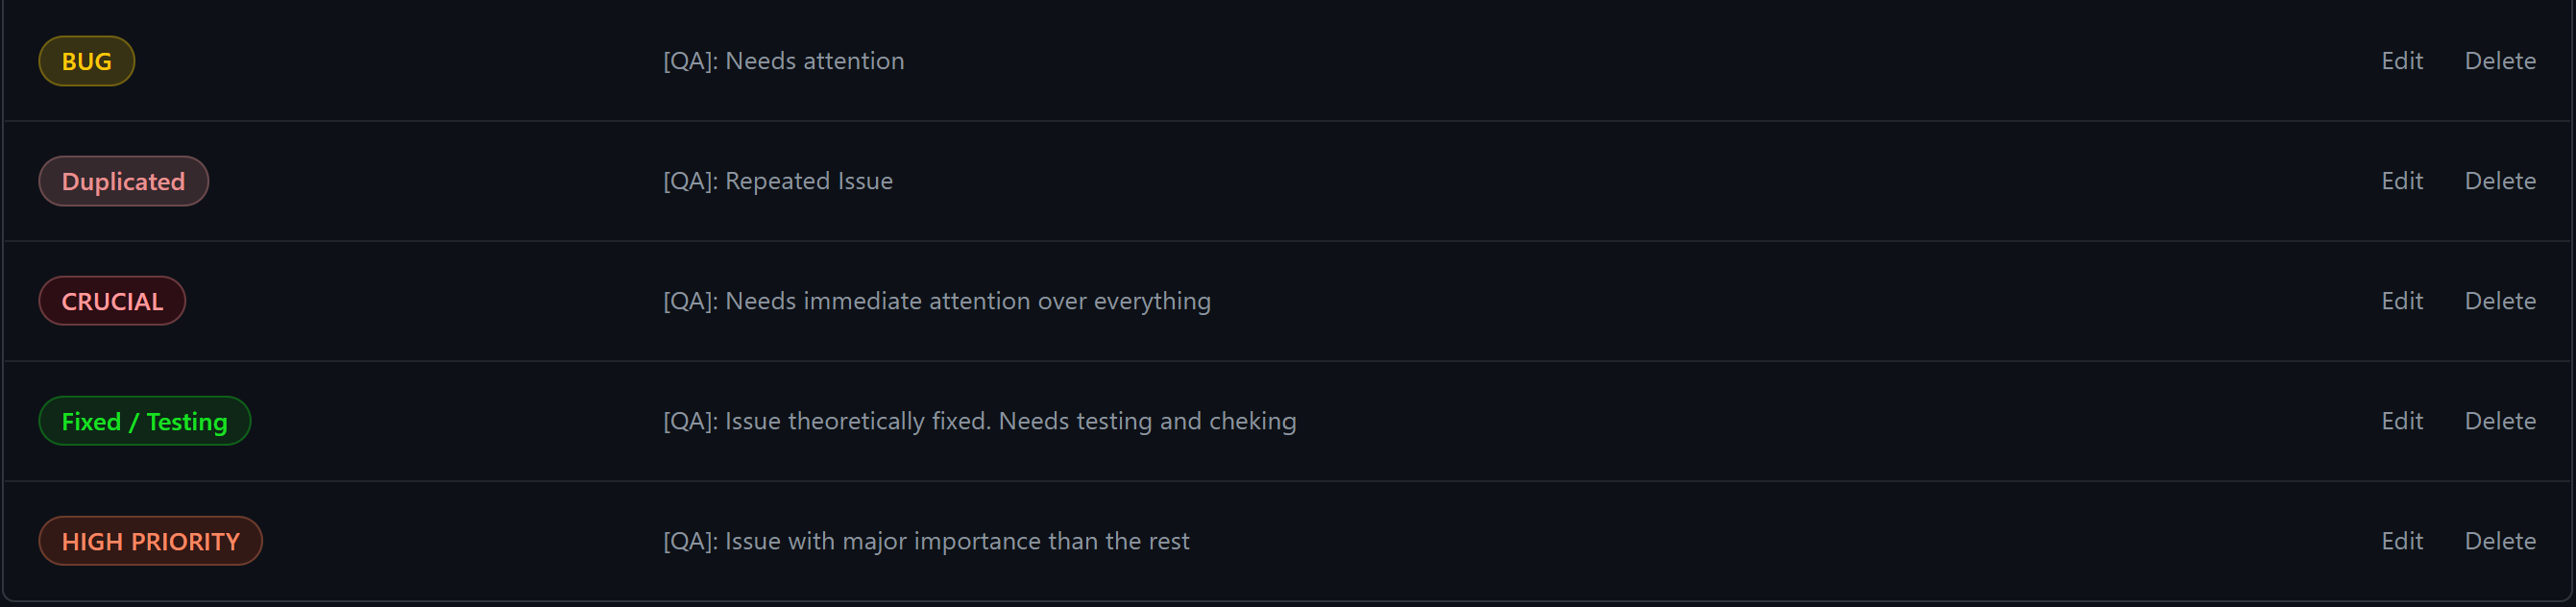 BUG [QA]: Needs attention Edit Delete
Duplicated [QA]: Repeated Issue Edit Delete
CRUCIAL [QA]: Needs immediate attention over everything Edit Delete
Fixed / Testing [QA]: Issue theoretically fixed. Needs testing and cheking Edit Delete
HIGH PRIORITY [QA]: Issue with major importance than the rest Edit Delete